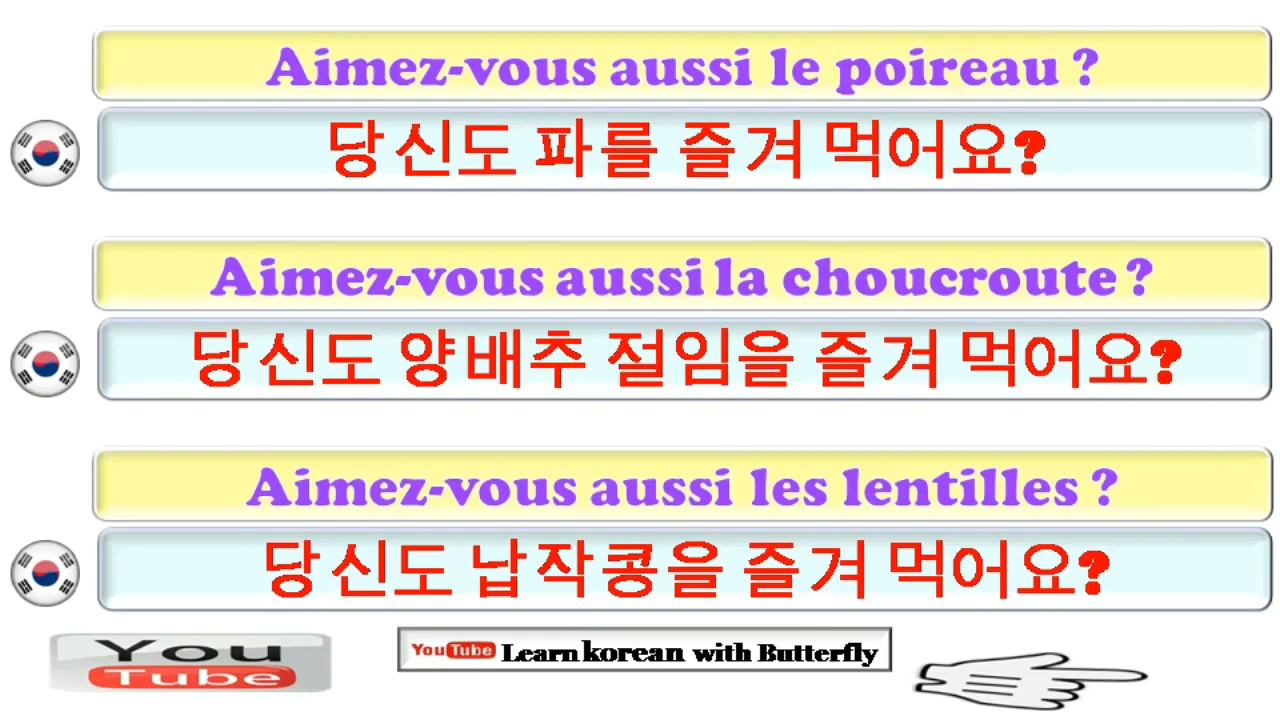 Aimez-vous aussi le poireau ?
당신도 파를 즐겨 먹어요?
Aimez-vous aussi la choucroute ?
당신도 양배추 절임을 즐겨 먹어요?
Aimez-vous aussi les lentilles ?
당신도 납작콩을 즐겨 먹어요?
You
Tube
YouTube Learn korean with Butterfly